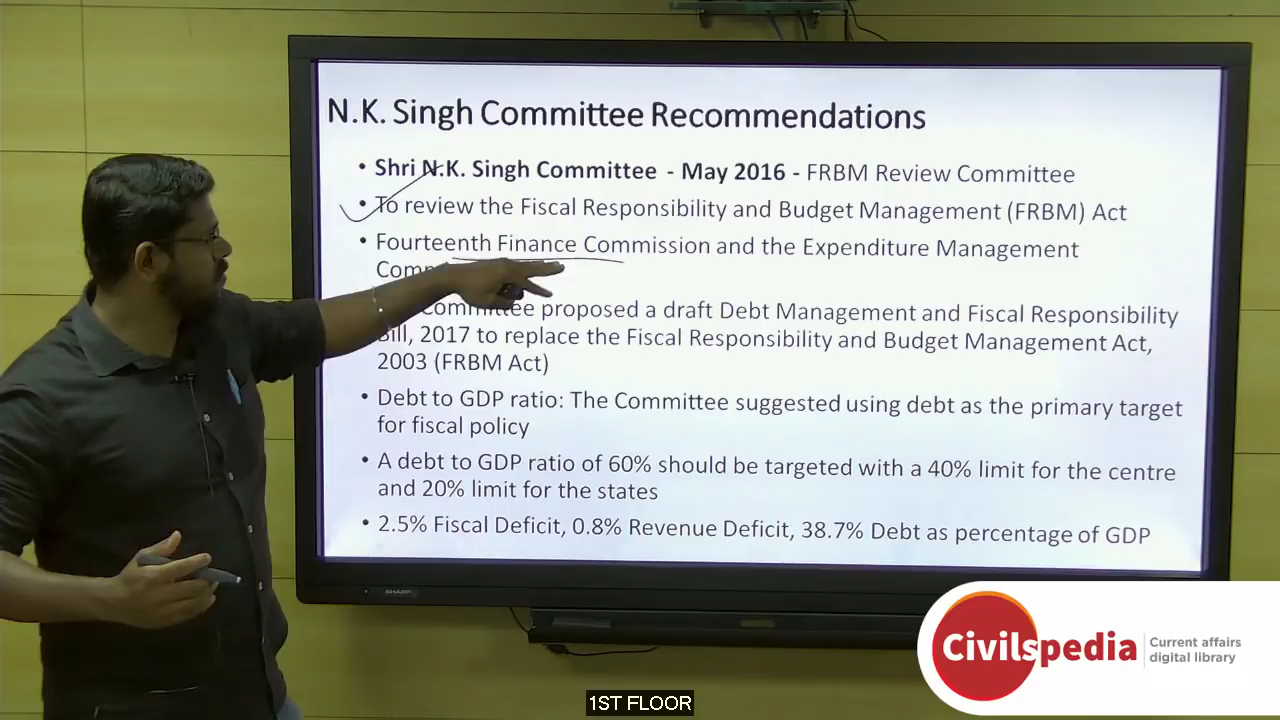 N.K. Singh Committee Recommendations
• Shri N.K. Singh Committee - May 2016 - FRBM Review Committee
• To review the Fiscal Responsibility and Budget Management (FRBM) Act
• Fourteenth Finance Commission and the Expenditure Management
Committee proposed a draft Debt Management and Fiscal Responsibility
Bill, 2017 to replace the Fiscal Responsibility and Budget Management Act,
2003 (FRBM Act)
• Debt to GDP ratio: The Committee suggested using debt as the primary target
for fiscal policy
• A debt to GDP ratio of 60% should be targeted with a 40% limit for the centre
and 20% limit for the states
• 2.5% Fiscal Deficit, 0.8% Revenue Deficit, 38.7% Debt as percentage of GDP
SHARP
Civilspedia
Current affairs
digital library
1ST FLOOR